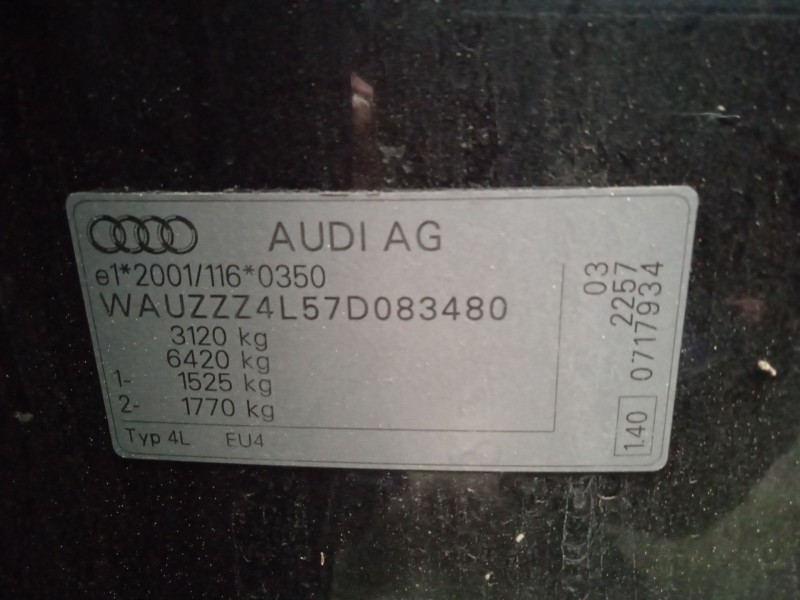 AUDI AG
e1*2001/116*0350
WAUZZZ4L57D083480
3120 kg
6420 kg
1- 1525 kg
2- 1770 kg
Typ 4L EU4
03
2257
0717934
1.40